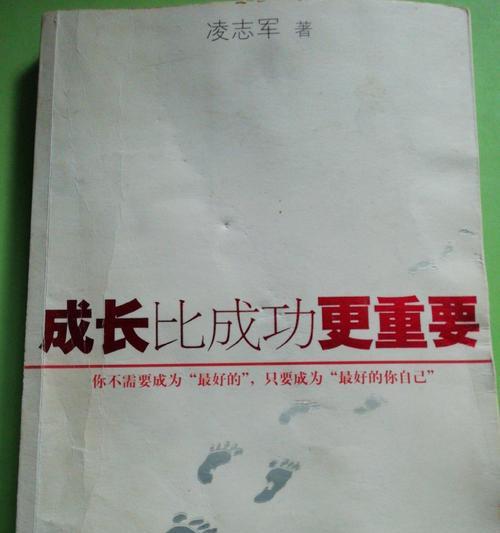 凌志军 著
成长比成功更重要
你不需要成为“最好的”，只要成为“最好的你自己”